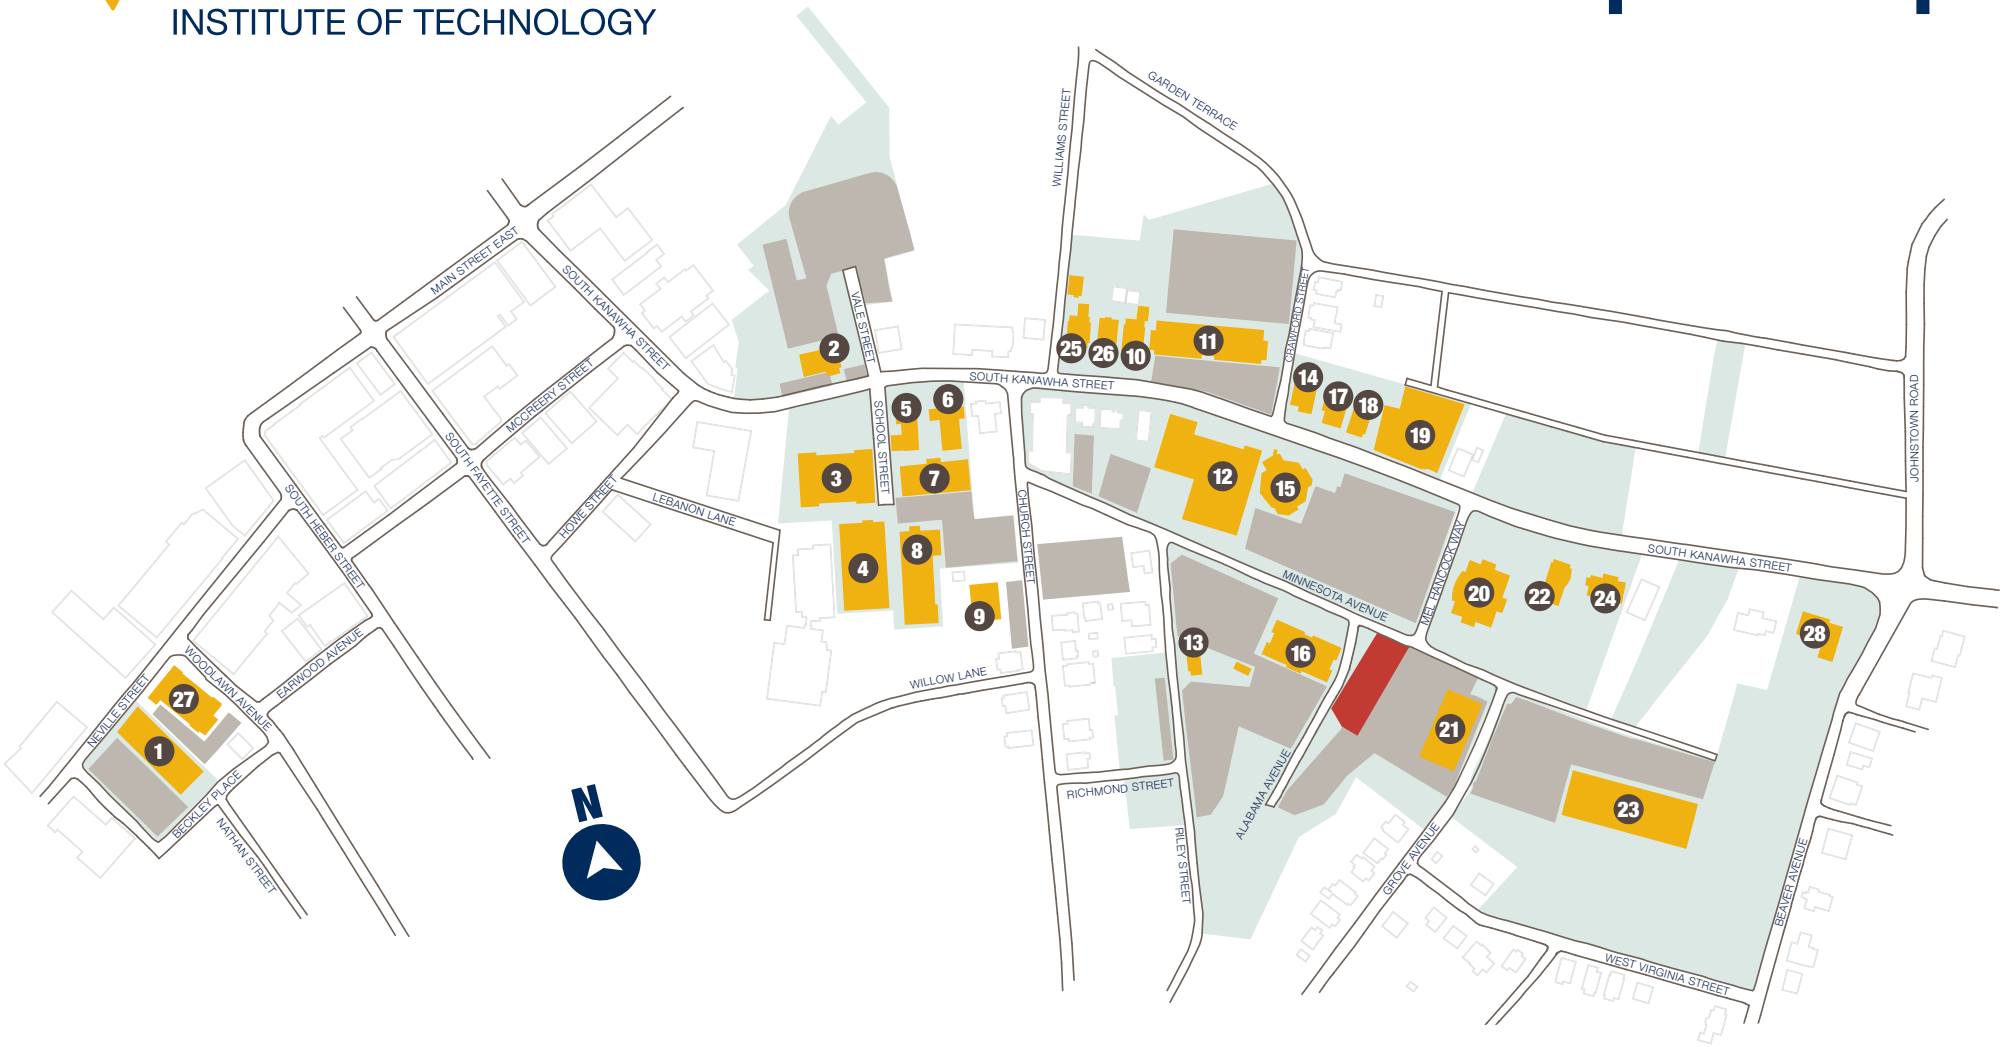 INSTITUTE OF TECHNOLOGY
GARDEN TERRACE
WILLIAMS STREET
MAIN STREET EAST
SOUTH KANAWHA STREET
VALE STREET
CRAWFORD STREET
2
25
26
10
11
SOUTH KANAWHA STREET
MCCREERY STREET
14
17
18
19
JOHNSTOWN ROAD
5
6
SCHOOL STREET
SOUTH FAYETTE STREET
3
7
12
15
HOWE STREET
LEBANON LANE
CHURCH STREET
SOUTH HEBER STREET
4
8
9
MINNESOTA AVENUE
MEL HANCOCK WAY
SOUTH KANAWHA STREET
20
22
24
28
13
16
WOODLAWN AVENUE
EARWOOD AVENUE
NEVILLE STREET
27
1
WILLOW LANE
21
BECKLEY PLACE
NATHAN STREET
N
RICHMOND STREET
ALABAMA AVENUE
23
RILEY STREET
GROVE AVENUE
BEAVER AVENUE
WEST VIRGINIA STREET